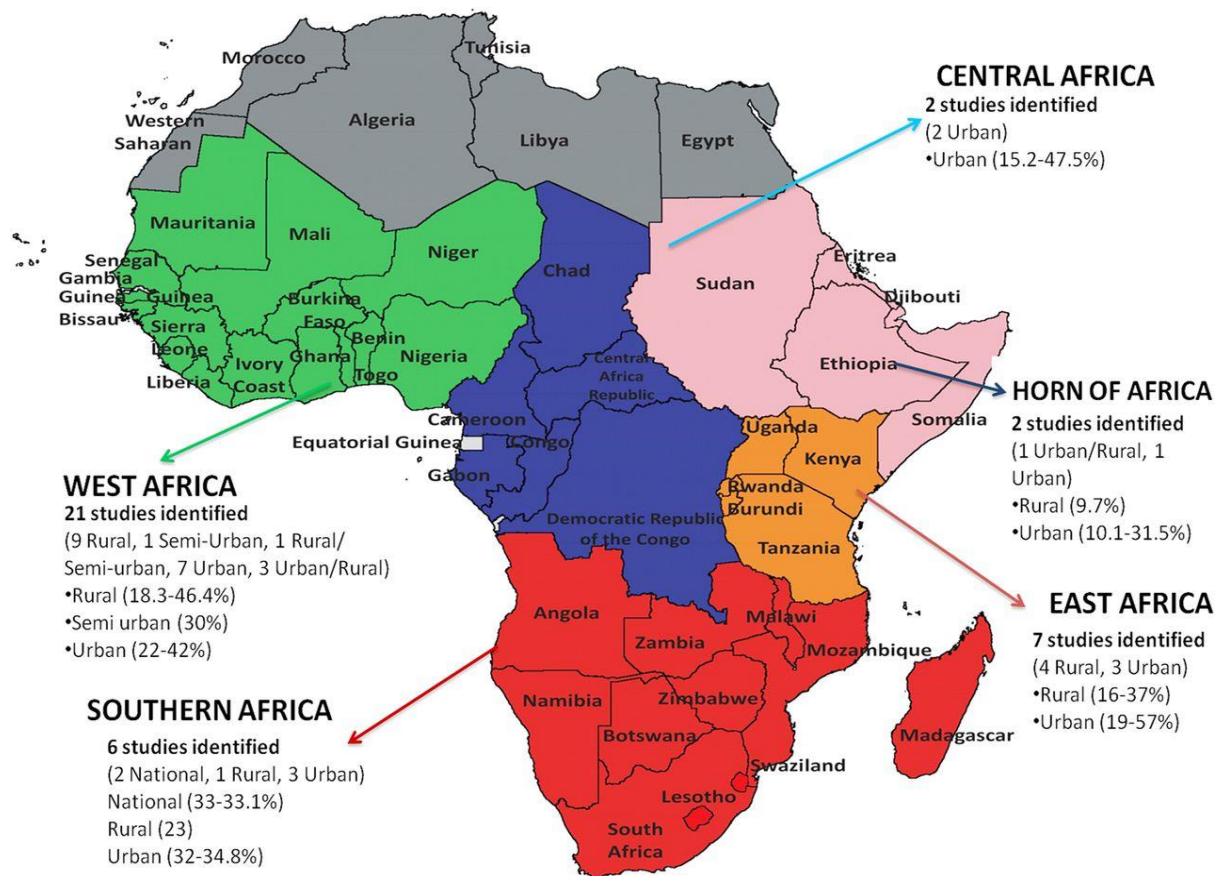 Morocco
Tunisia
Western
Saharan
Algeria
Libya
Egypt
CENTRAL AFRICA
2 studies identified
(2 Urban)
•Urban (15.2-47.5%)
Mauritania
Mali
Niger
Chad
Sudan
Eritrea
Djibouti
Senegal
Gambia
Guinea
Bissau
Guinea
Sierra
Leone
Liberia
Ivory
Coast
Burkina
Faso
Ghana
Togo
Benin
Nigeria
Central
Africa
Republic
Ethiopia
Somalia
HORN OF AFRICA
2 studies identified
(1 Urban/Rural, 1
Urban)
•Rural (9.7%)
•Urban (10.1-31.5%)
Cameroon
Equatorial Guinea
Gabon
Congo
Democratic Republic
of the Congo
Uganda
Kenya
Rwanda
Burundi
Tanzania
WEST AFRICA
21 studies identified
(9 Rural, 1 Semi-Urban, 1 Rural/
Semi-urban, 7 Urban, 3 Urban/Rural)
•Rural (18.3-46.4%)
•Semi urban (30%)
•Urban (22-42%)
EAST AFRICA
7 studies identified
(4 Rural, 3 Urban)
•Rural (16-37%)
•Urban (19-57%)
Angola
Zambia
Malawi
Mozambique
Namibia
Zimbabwe
Botswana
Madagascar
Swaziland
Lesotho
South
Africa
SOUTHERN AFRICA
6 studies identified
(2 National, 1 Rural, 3 Urban)
National (33-33.1%)
Rural (23)
Urban (32-34.8%)